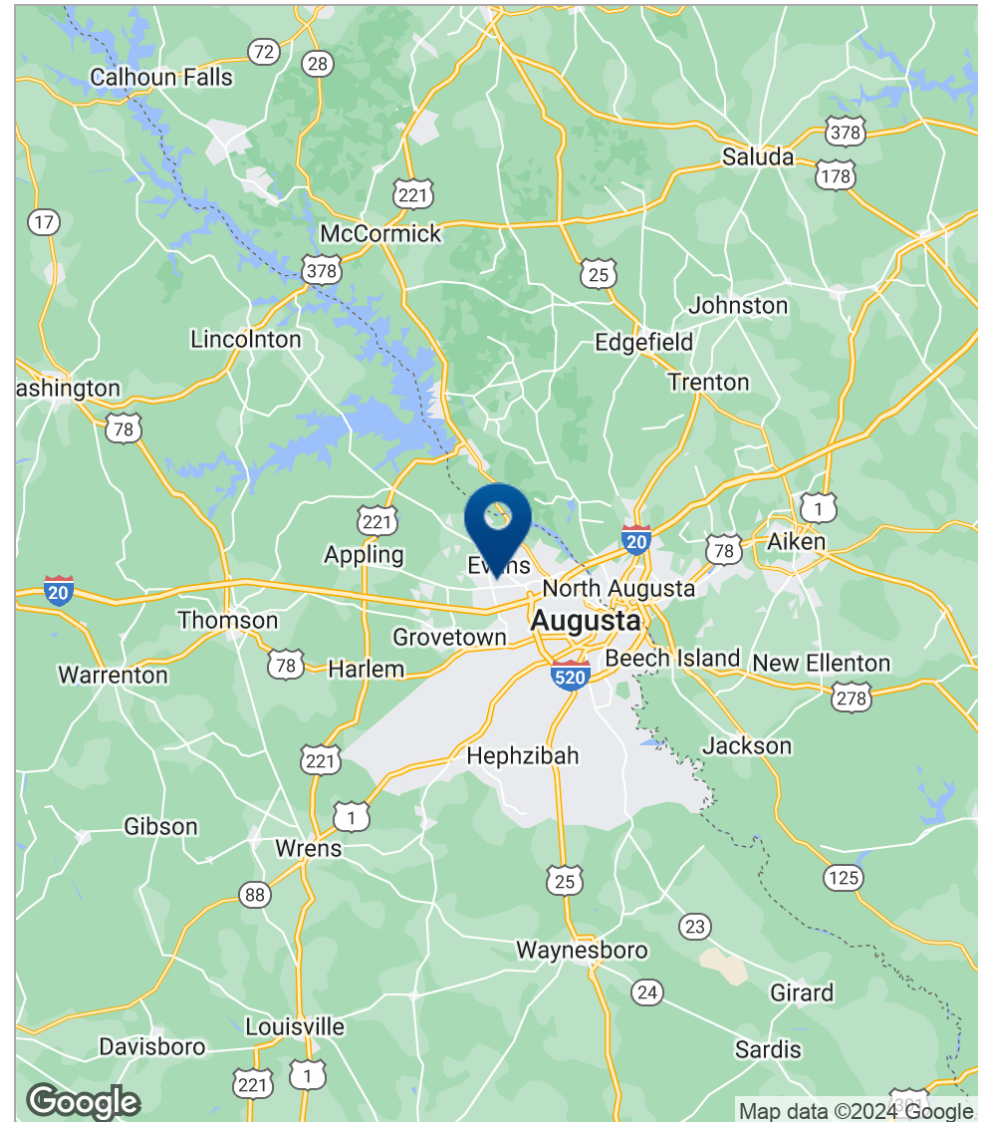 72
28
Calhoun Falls
378
Saluda
178
221
17
McCormick
378
25
Johnston
Lincolnton
Edgefield
ashington
Trenton
78
221
1
20
78
Aiken
Appling
Evans
20
North Augusta
Thomson
Augusta
Grovetown
78
Harlem
Beech Island
New Ellenton
Warrenton
520
278
Jackson
221
Hephzibah
1
Gibson
Wrens
25
125
88
23
Waynesboro
24
Girard
Louisville
Davisboro
Sardis
221
1
301
Google
Map data ©2024 Google